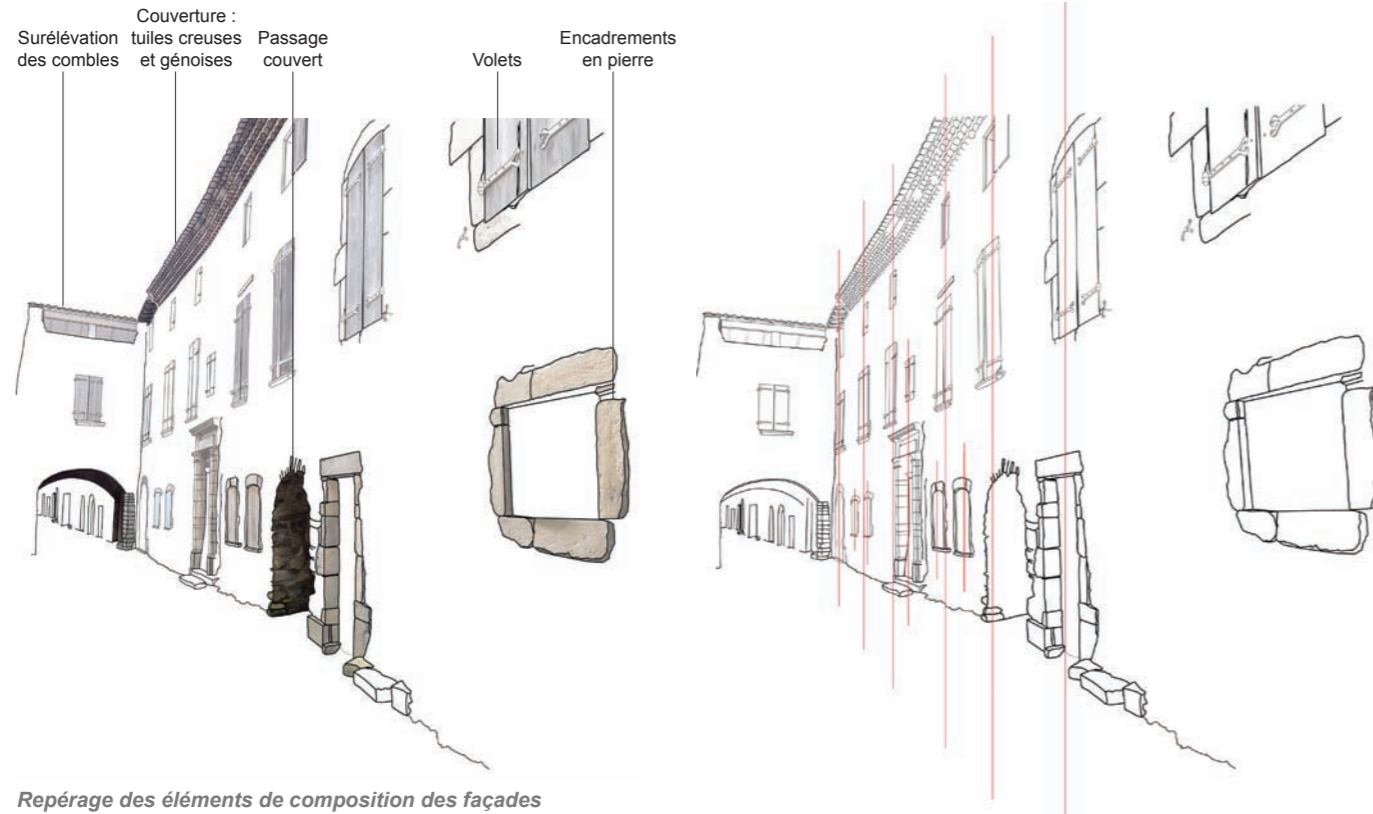 Surélévation
des combles
Couverture :
tuiles creuses
et génoises
Passage
couvert
Volets
Encadrements
en pierre
Repérage des éléments de composition des façades